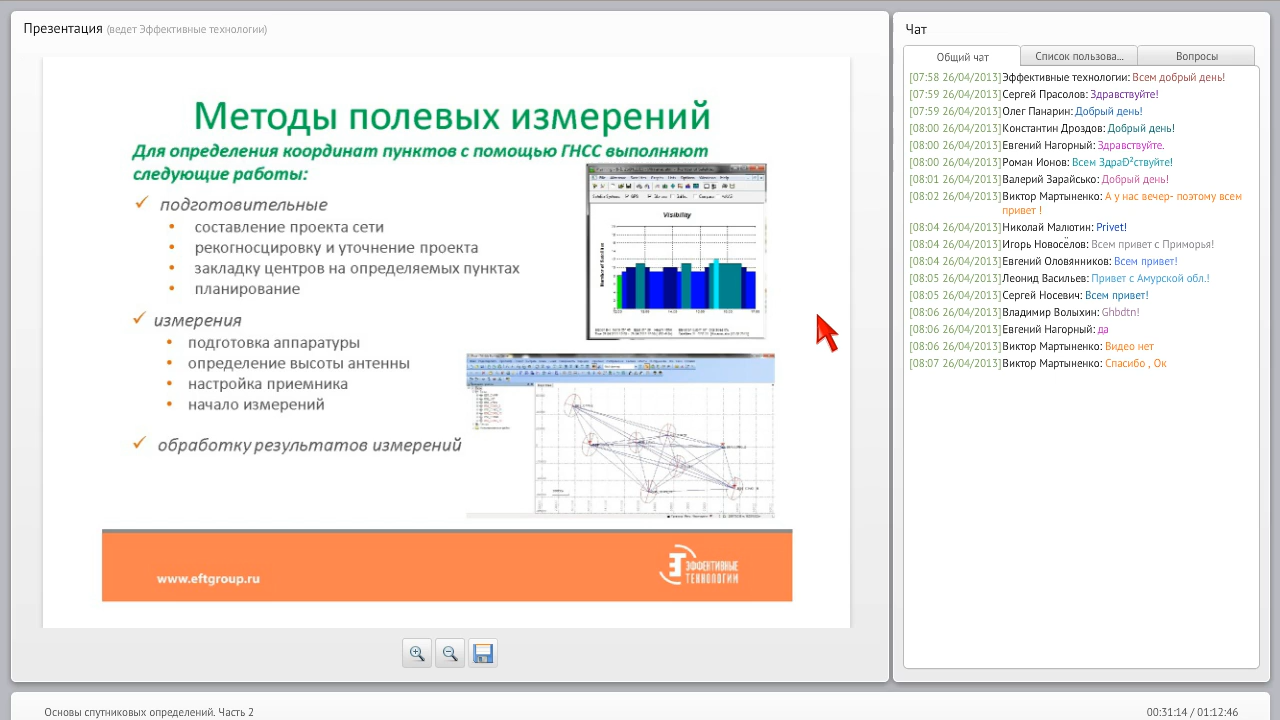 Презентация (ведет Эффективные технологии)
Методы полевых измерений
Для определения координат пунктов с помощью ГНСС выполняют
следующие работы:
подготовительные
составление проекта сети
рекогносцировку и уточнение проекта
закладку центров на определяемых пунктах
планирование
измерения
подготовка аппаратуры
определение высоты антенны
настройка приемника
начало измерений
обработку результатов измерений
Visibility
Number of Satellites
www.eftgroup.ru
ЭФФЕКТИВНЫЕ
ТЕХНОЛОГИИ
Чат
Общий чат
Список пользова...
Вопросы
[07:58 26/04/2013]Эффективные технологии: Всем добрый день!
[07:59 26/04/2013]Сергей Прасолов: Здравствуйте!
[07:59 26/04/2013]Олег Панарин: Добрый день!
[08:00 26/04/2013]Константин Дроздов: Добрый день!
[08:00 26/04/2013]Евгений Нагорный: Здравствуйте.
[08:00 26/04/2013]Роман Ионев: Всем ЗдраÐ²ствуйте!
[08:01 26/04/2013]Валерий Зарайский: Добрый день!
[08:02 26/04/2013]Виктор Мартыненко: А у нас вечер- поэтому всем
привет !
[08:04 26/04/2013]Николай Малютин: Privet!
[08:04 26/04/2013]Игорь Новосёлов: Всем привет с Приморья!
[08:04 26/04/2013]Евгений Оловянников: Всем привет!
[08:05 26/04/2013]Леонид Васильев: Привет с Амурской обл.!
[08:05 26/04/2013]Сергей Носевич: Всем привет!
[08:06 26/04/2013]Владимир Волыхин: Ghbdtn!
[08:06 26/04/2013]Евгений Нагорный: да
[08:06 26/04/2013]Виктор Мартыненко: Видео нет
[08:07 26/04/2013]Виктор Мартыненко: Спасибо , Ок
Основы спутниковых определений. Часть 2
00:31:14 / 01:12:46